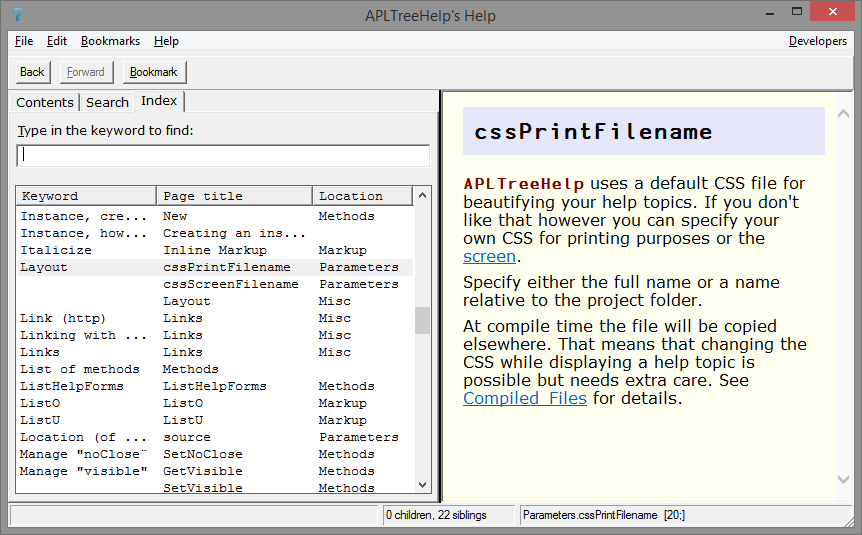 APLTreeHelp's Help
File Edit Bookmarks Help Developers
Back Forward Bookmark
Contents Search Index
Type in the keyword to find:
Keyword Page title Location
Instance, cre... New Methods
Instance, how... Creating an ins...
Italicize Inline Markup Markup
Layout cssPrintFilename Parameters
cssScreenFilename Parameters
Layout Misc
Link (http) Links Misc
Linking with ... Links Misc
Links Links Misc
List of methods Methods
ListHelpForms ListHelpForms Methods
ListO ListO Markup
ListU ListU Markup
Location (of ... source Parameters
Manage "noClose¨ SetNoClose Methods
Manage "visible" GetVisible Methods
SetVisible Methods
cssPrintFilename
APLTreeHelp uses a default CSS file for
beautifying your help topics. If you don't
like that however you can specify your
own CSS for printing purposes or the
screen.
Specify either the full name or a name
relative to the project folder.
At compile time the file will be copied
elsewhere. That means that changing the
CSS while displaying a help topic is
possible but needs extra care. See
Compiled_Files for details.
0 children, 22 siblings
Parameters.cssPrintFilename [20;]